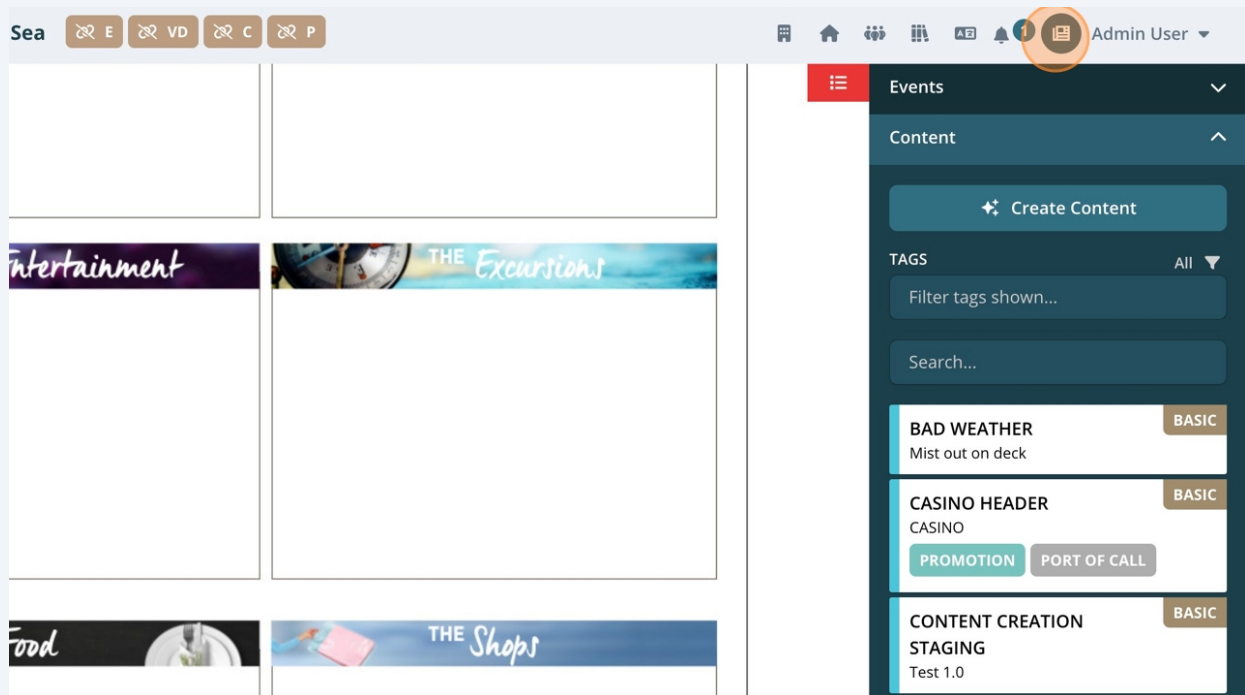 Sea
E
VD
C
P
1
Admin User
Events
Content
Create Content
TAGS
All
Filter tags shown...
Search...
ntertainment
THE Excursions
BAD WEATHER
BASIC
Mist out on deck
CASINO HEADER
BASIC
CASINO
PROMOTION
PORT OF CALL
ood
THE Shops
CONTENT CREATION
STAGING
BASIC
Test 1.0